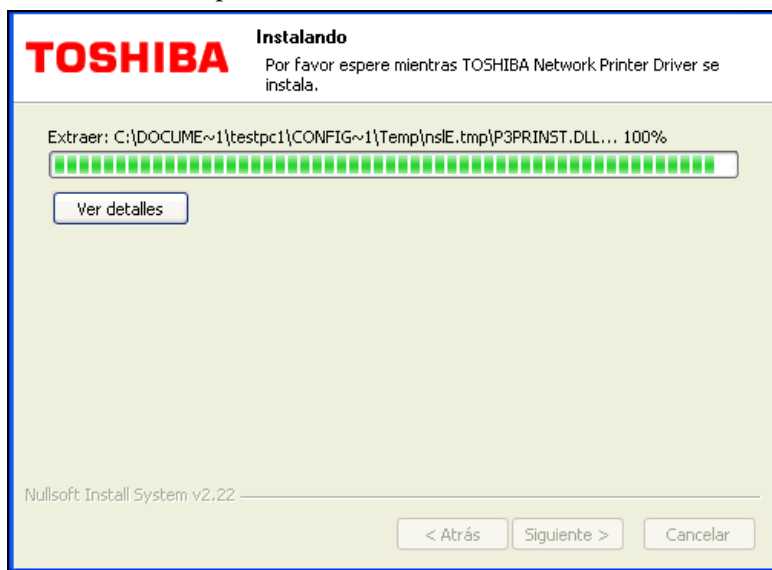 TOSHIBA
Instalando
Por favor espere mientras TOSHIBA Network Printer Driver se
instala.
Extraer: C:\DOCUME~1\testpc1\CONFIG~1\Temp\nslE.tmp\P3PRINST.DLL... 100%
Ver detalles
Nullsoft Install System v2.22
< Atrás
Siguiente >
Cancelar